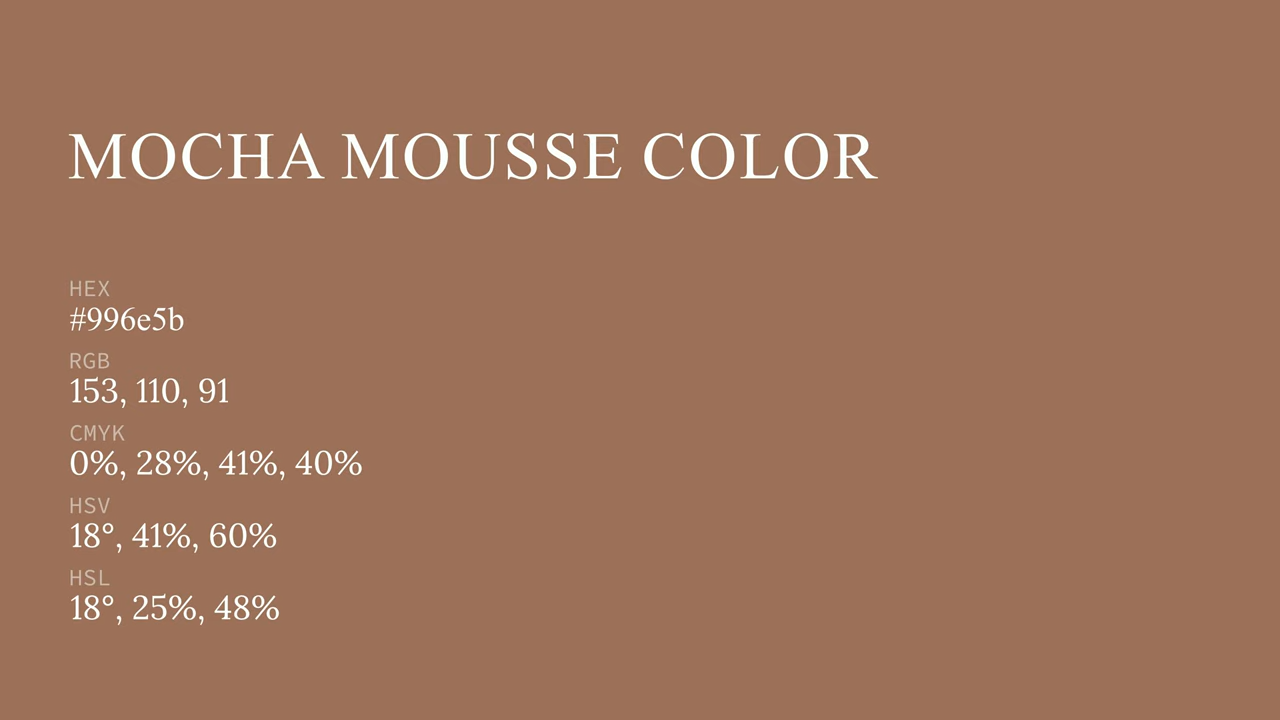 MOCHA MOUSSE COLOR
HEX
#996e5b
RGB
153, 110, 91
CMYK
0%, 28%, 41%, 40%
HSV
18°, 41%, 60%
HSL
18°, 25%, 48%